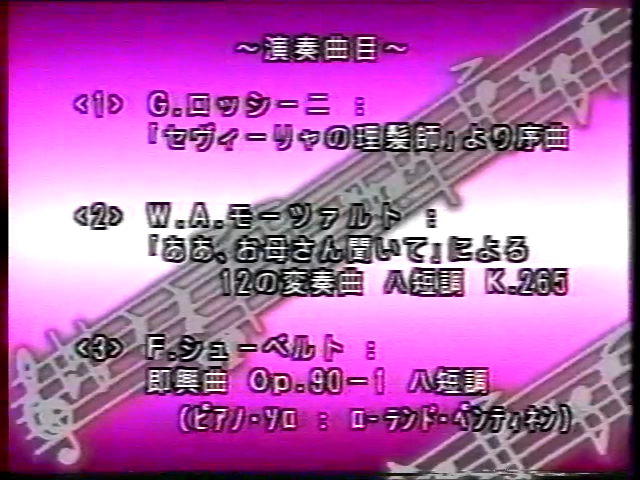 ～演奏曲目～
<1> G.ロッシーニ :
「セヴィーリャの理髪師」より序曲
<2> W.A.モーツァルト :
「ああ、お母さん聞いて」による
12の変奏曲 ハ短調 K.265
<3> F.シューベルト :
即興曲 Op.90-1 ハ短調
(ピアノ・ソロ : ローランド・ペンティネン)